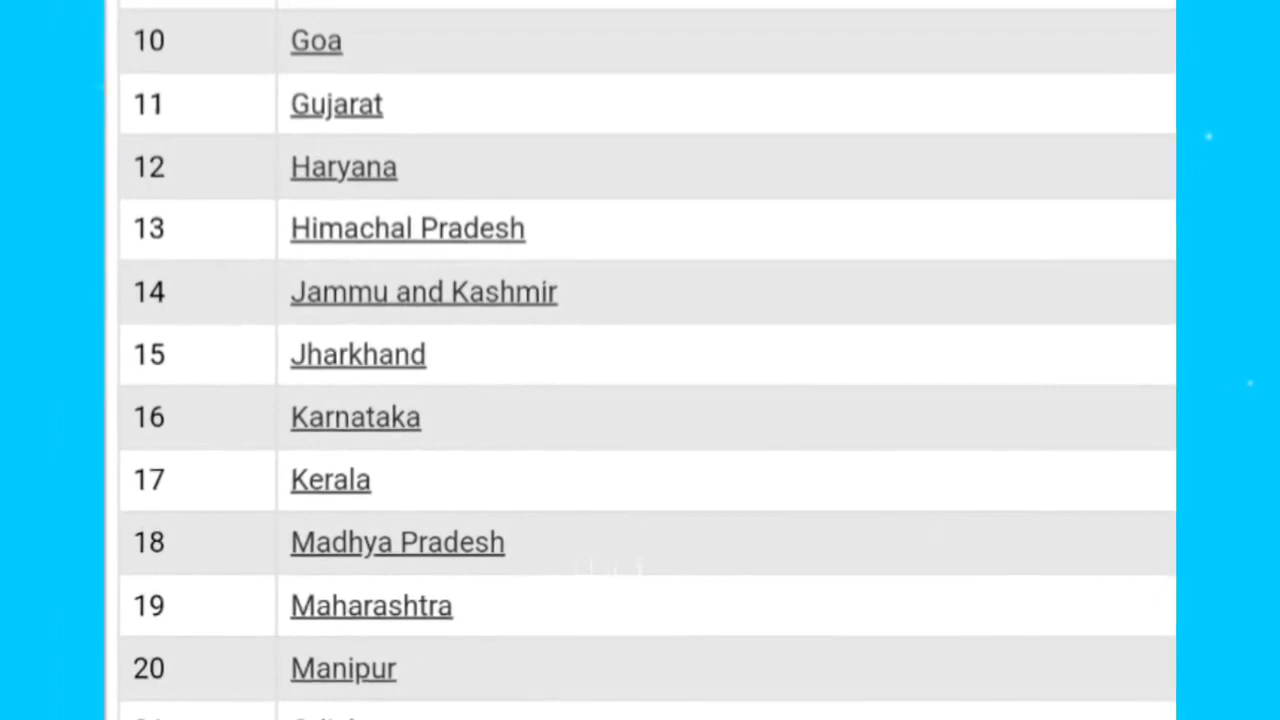 10 Goa
11 Gujarat
12 Haryana
13 Himachal Pradesh
14 Jammu and Kashmir
15 Jharkhand
16 Karnataka
17 Kerala
18 Madhya Pradesh
19 Maharashtra
20 Manipur